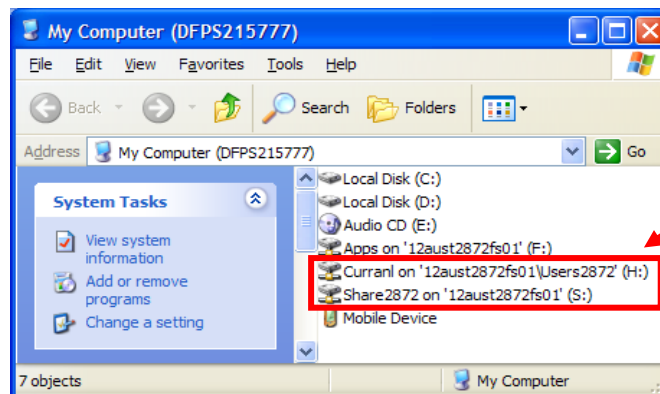 My Computer (DFPS215777)
File Edit View Favorites Tools Help
Back Search Folders
Address My Computer (DFPS215777) Go
System Tasks
View system
information
Add or remove
programs
Change a setting
Local Disk (C:)
Local Disk (D:)
Audio CD (E:)
Apps on '12aust2872fs01' (F:)
Curranl on '12aust2872fs01\Users2872' (H:)
Share2872 on '12aust2872fs01' (S:)
Mobile Device
7 objects My Computer